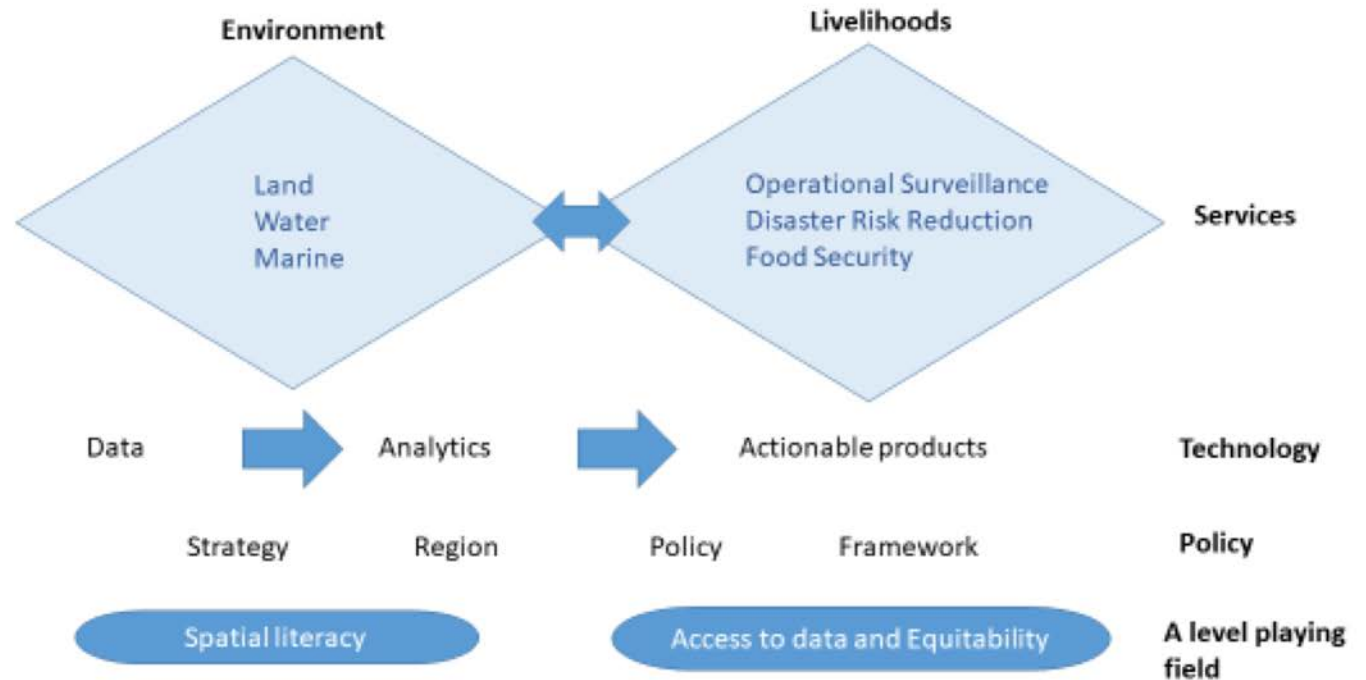 Environment
Livelihoods
Land
Water
Marine
Operational Surveillance
Disaster Risk Reduction
Food Security
Services
Data
Analytics
Actionable products
Technology
Strategy
Region
Policy
Framework
Policy
Spatial literacy
Access to data and Equitability
A level playing
field